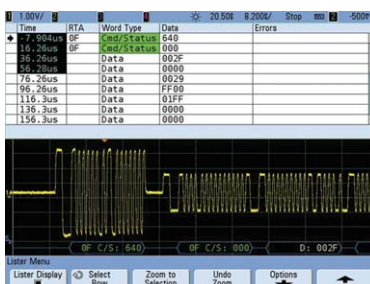 1 1.00V/ 2 20.50$ 8.200$/ Stop 2 -500
Time RTA Word Type Data Errors
-7.904us 0F Cmd/Status 640
16.26us 0F Cmd/Status 000
36.26us Data 002F
56.28us Data 0000
76.26us Data 0029
96.26us Data FF00
116.3us Data 01FF
136.3us Data 0000
156.3us Data 0000
0F C/S: 640 0F C/S: 000 D: 002F
Lister Menu
Lister Display Select Row Zoom to Selection Undo Zoom Options